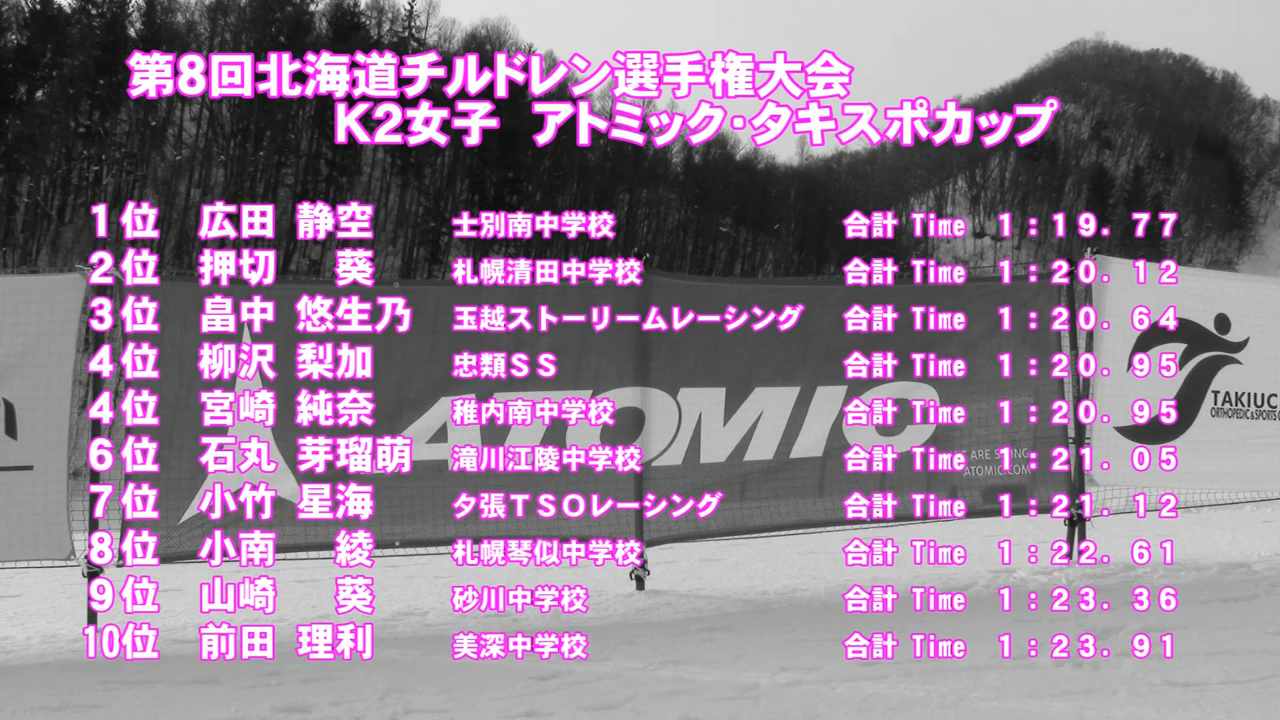 第8回北海道チルドレン選手権大会
K2女子　アトミック・タキスポカップ
1位　広田 静空　士別南中学校　合計 Time　1：19．77
2位　押切　葵　札幌清田中学校　合計 Time　1：20．12
3位　畠中 悠生乃　玉越ストーリームレーシング　合計 Time　1：20．64
4位　柳沢 梨加　忠類ＳＳ　合計 Time　1：20．95
4位　宮崎 純奈　稚内南中学校　合計 Time　1：20．95
6位　石丸 芽瑠萌　滝川江陵中学校　合計 Time　1：21．05
7位　小竹 星海　夕張ＴＳＯレーシング　合計 Time　1：21．12
8位　小南　綾　札幌琴似中学校　合計 Time　1：22．61
9位　山崎　葵　砂川中学校　合計 Time　1：23．36
10位　前田 理利　美深中学校　合計 Time　1：23．91
ATOMIC
ATOMIC.COM
TAKIUC
ORTHOPEDIC&SPORTS